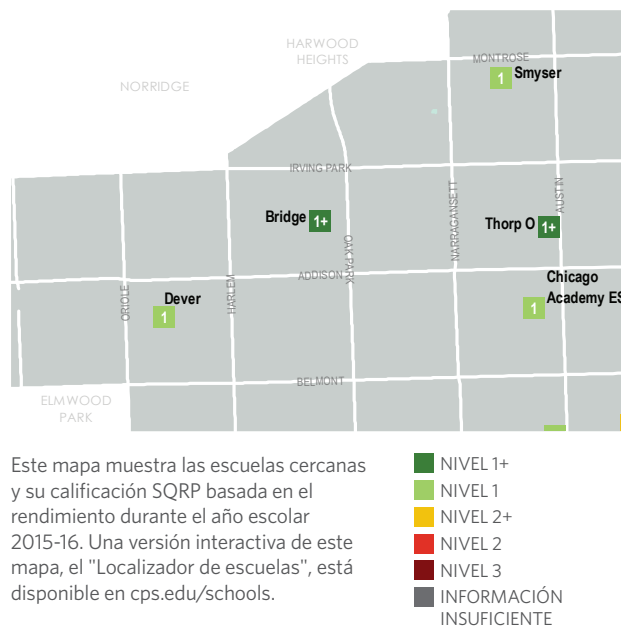 HARWOOD
HEIGHTS
NORRIDGE
MONTROSE
1 Smyser
IRVING PARK
NARRAGANSETT
AUSTIN
Bridge 1+
OAK PARK
Thorp O 1+
ADDISON
Chicago
Academy ES
1
ORIOLE
Dever
1
HARLEM
BELMONT
ELMWOOD
PARK
Este mapa muestra las escuelas cercanas
y su calificación SQRP basada en el
rendimiento durante el año escolar
2015-16. Una versión interactiva de este
mapa, el "Localizador de escuelas", está
disponible en cps.edu/schools.
NIVEL 1+
NIVEL 1
NIVEL 2+
NIVEL 2
NIVEL 3
INFORMACIÓN
INSUFICIENTE